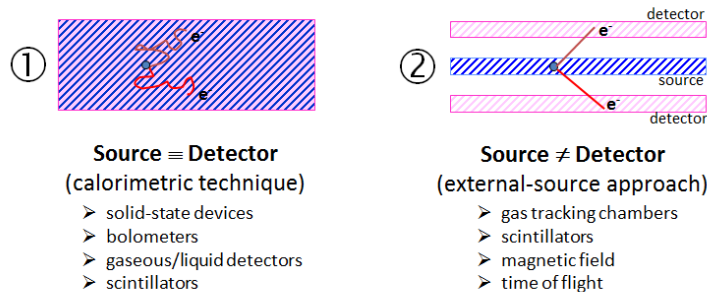 ①
e⁻
e⁻
Source ≡ Detector
(calorimetric technique)
➢ solid-state devices
➢ bolometers
➢ gaseous/liquid detectors
➢ scintillators
②
detector
e⁻
source
e⁻
detector
Source ≠ Detector
(external-source approach)
➢ gas tracking chambers
➢ scintillators
➢ magnetic field
➢ time of flight